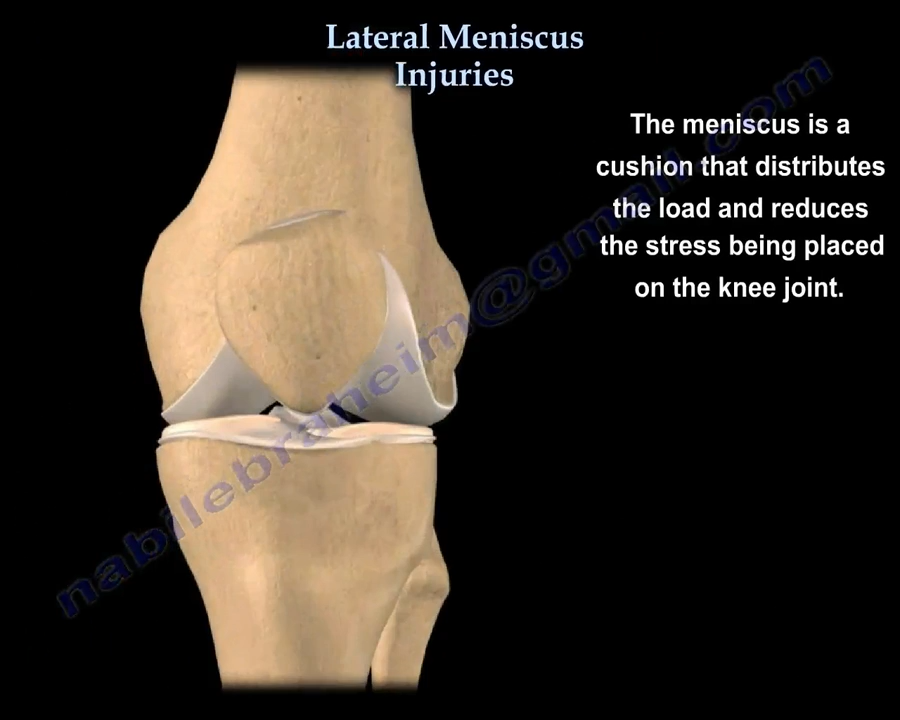 Lateral Meniscus
Injuries
The meniscus is a
cushion that distributes
the load and reduces
the stress being placed
on the knee joint.
nabilebraheim@gmail.com